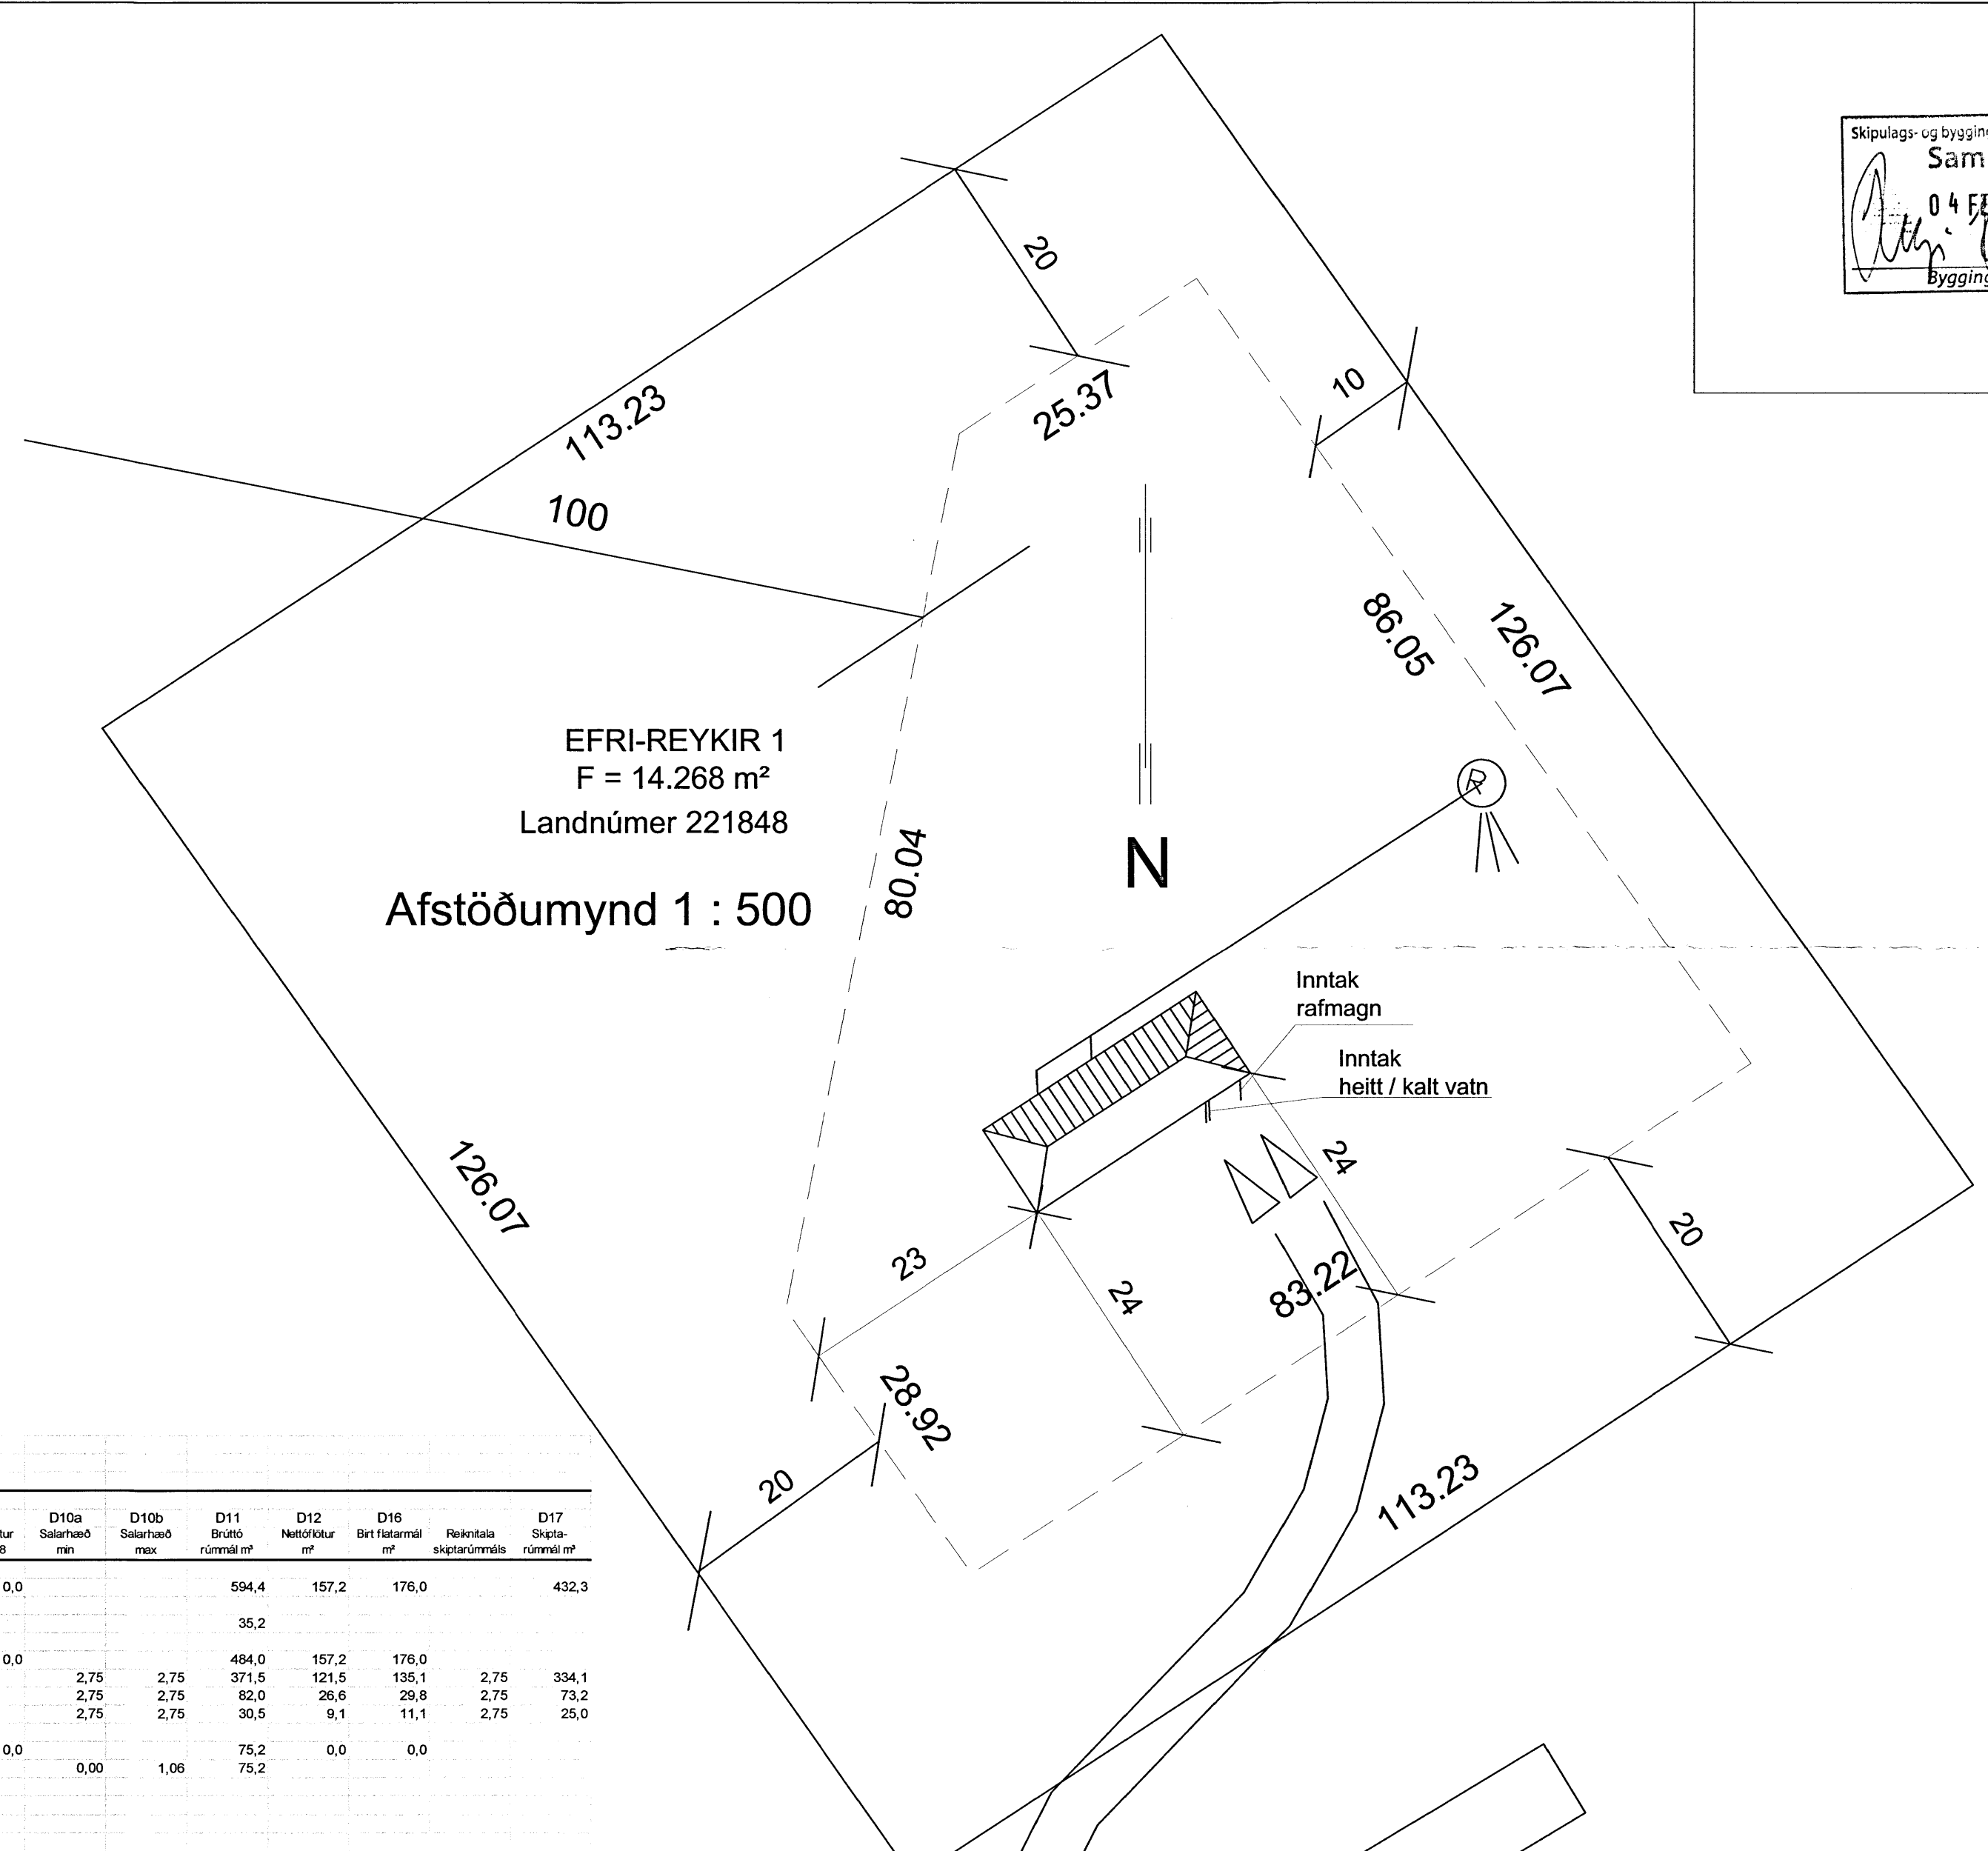 Skipulags- og bygging
Sam
04 FE
Bygging
20
10
113.23
25.37
100
86.05
126.07
EFRI-REYKIR 1
F = 14.268 m²
Landnúmer 221848
R
80.04
N
Afstöðumynd 1 : 500
Inntak
rafmagn
Inntak
heitt / kalt vatn
126.07
24
23
24
83.22
20
28.92
20
113.23
D10a D10b D11 D12 D16 D17
tur Salarhæð Salarhæð Brúttó Nettóflötur Birt flatarmál Reiknitala Skipta-
8 min max rúmmál m³ m² m² skiptarúmmáls rúmmál m³
0,0 594,4 157,2 176,0 432,3
35,2
0,0 484,0 157,2 176,0
2,75 2,75 371,5 121,5 135,1 2,75 334,1
2,75 2,75 82,0 26,6 29,8 2,75 73,2
2,75 2,75 30,5 9,1 11,1 2,75 25,0
0,0 75,2 0,0 0,0
0,00 1,06 75,2